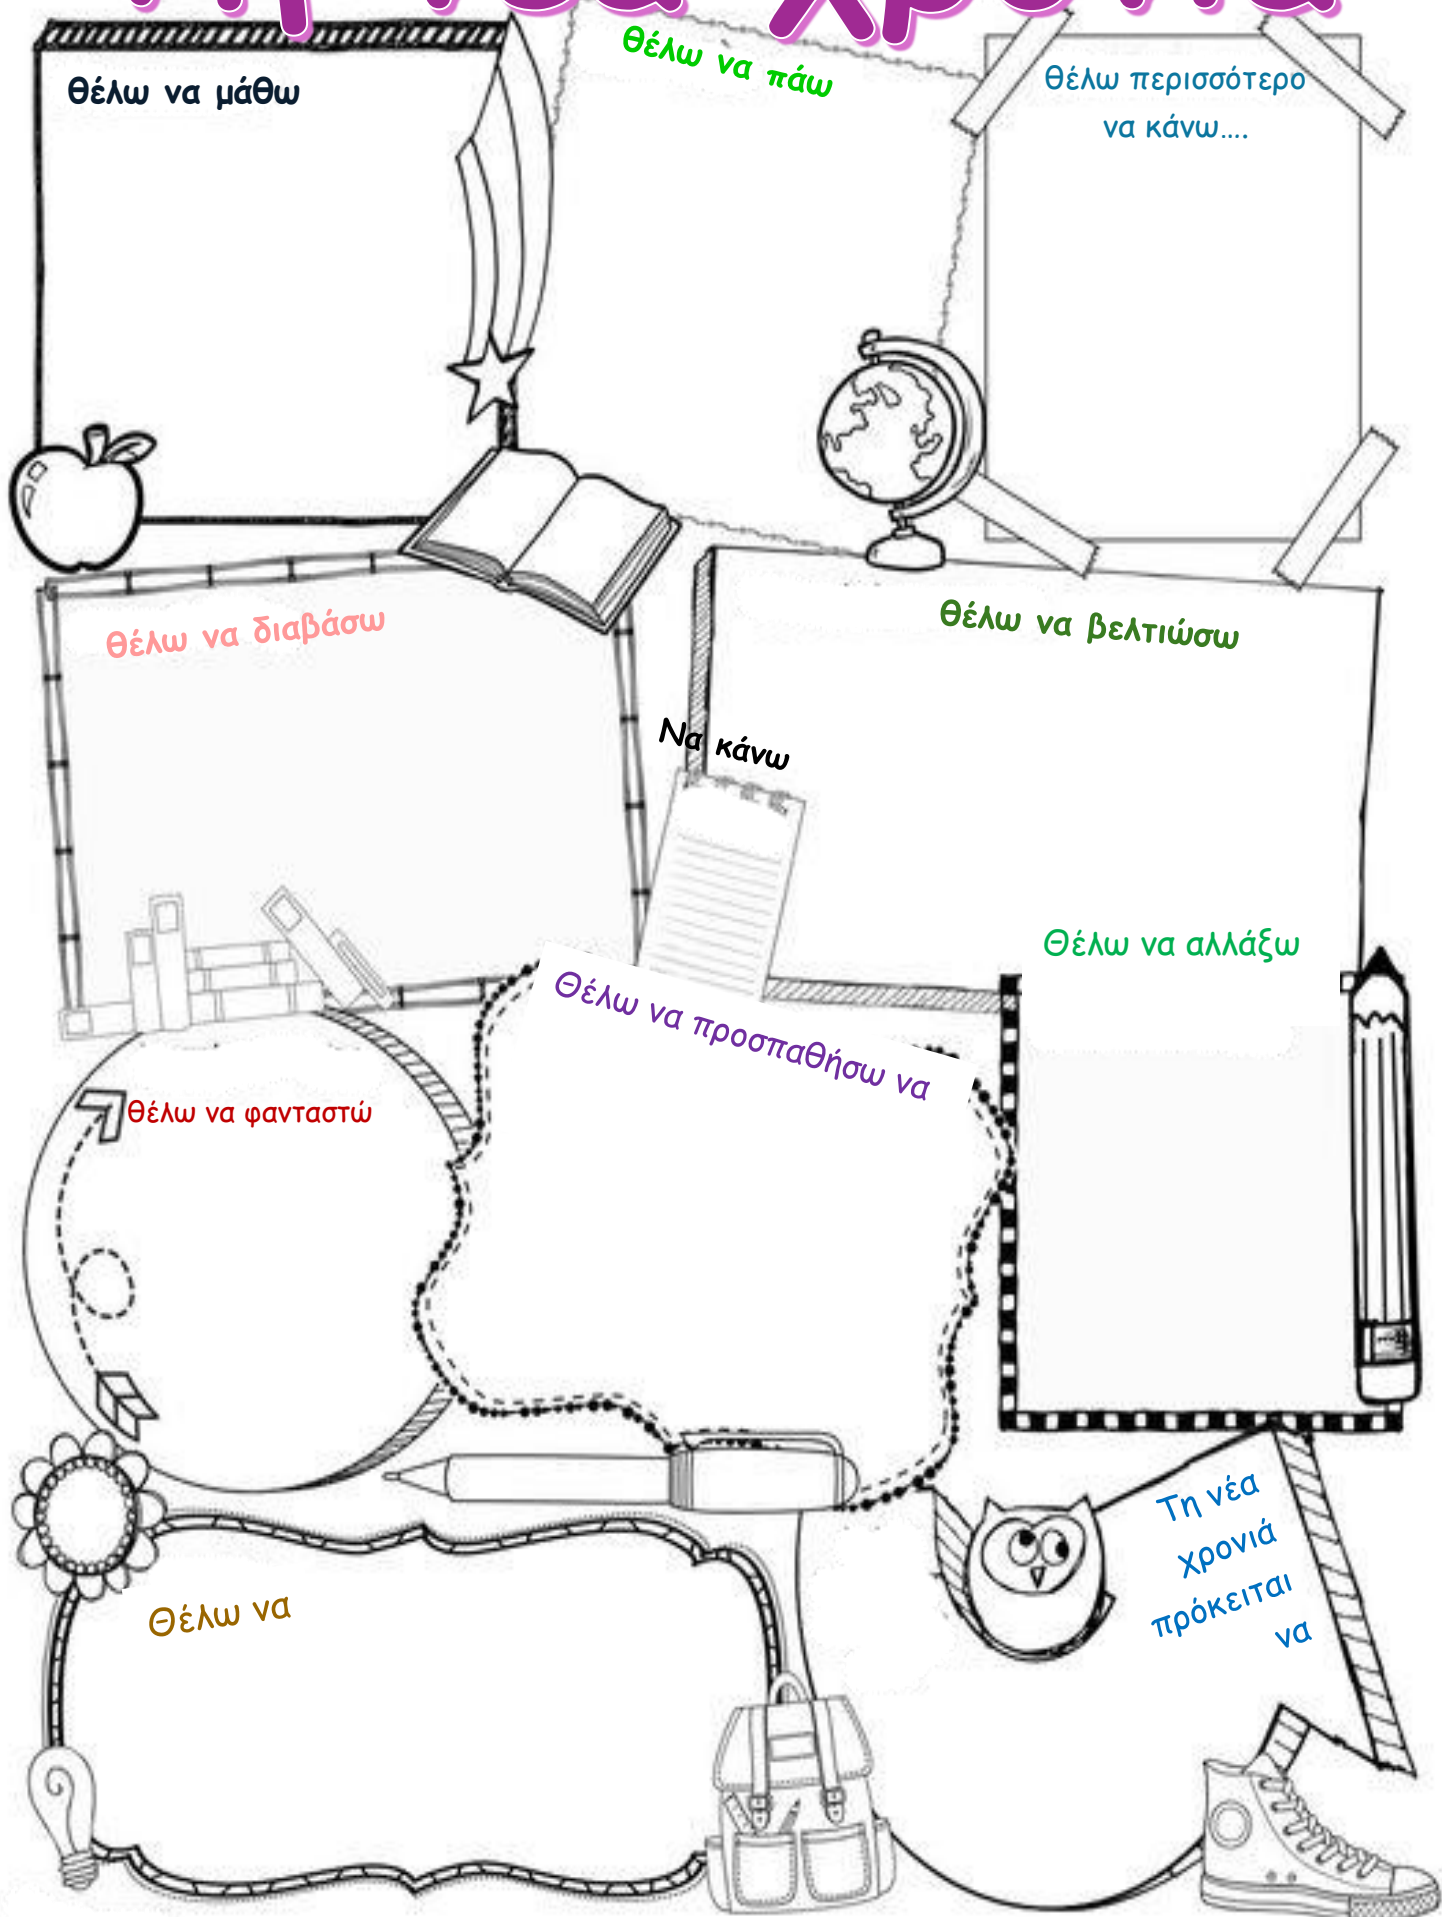 θέλω να μάθω
θέλω να πάω
θέλω περισσότερο
να κάνω....
θέλω να διαβάσω
θέλω να βελτιώσω
Να κάνω
Θέλω να αλλάξω
Θέλω να προσπαθήσω να
θέλω να φανταστώ
Τη νέα
χρονιά
πρόκειται
να
Θέλω να